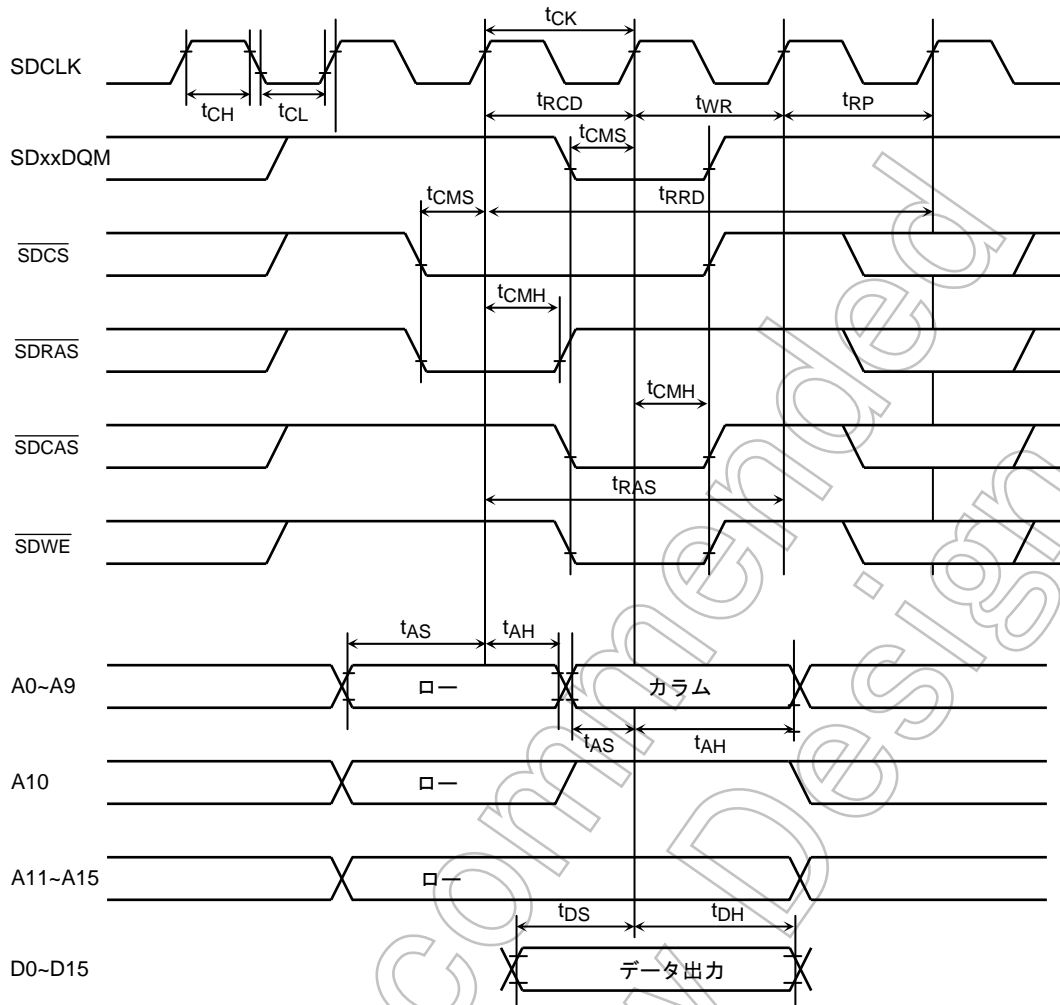 tCK
SDCLK
tCH
tCL
tRCD
tWR
tRP
SDxxDQM
tCMS
tCMS
tRRD
SDCS
tCMH
SDRAS
tCMH
SDCAS
tRAS
SDWE
tAS
tAH
A0~A9
ロー
カラム
tAS
tAH
A10
ロー
A11~A15
ロー
tDS
tDH
D0~D15
データ出力
commended
Design